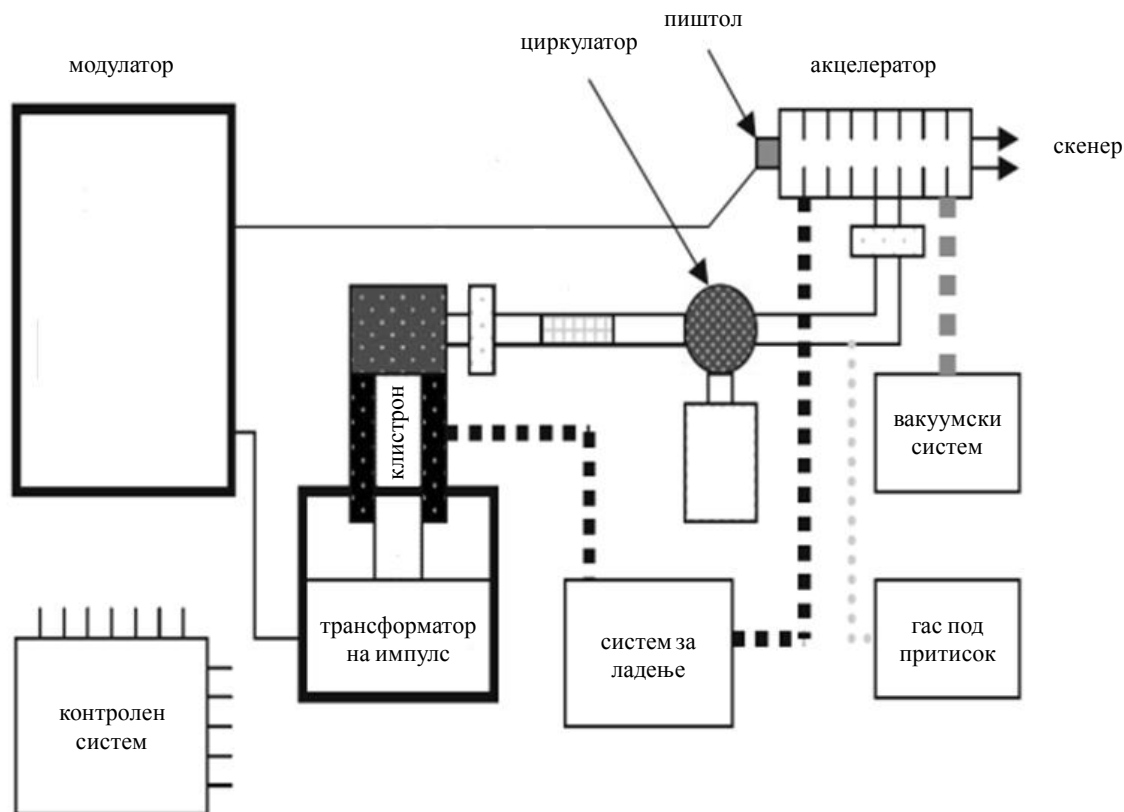 пиштол
циркулатор
модулатор
акцелератор
скенер
клистрон
вакуумски
систем
трансформатор
на импулс
систем за
ладење
гас под
притисок
контролен
систем